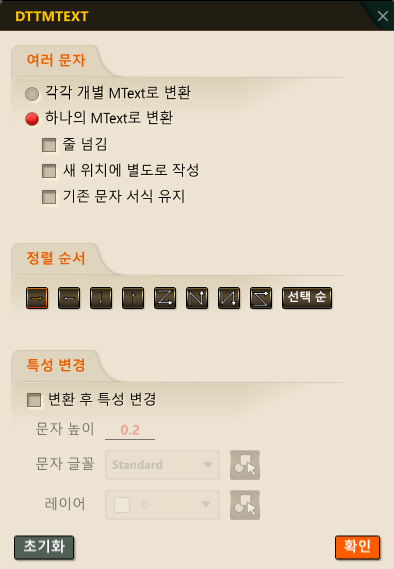 DTTMTEXT
여러 문자
각각 개별 MText로 변환
하나의 MText로 변환
줄 넘김
새 위치에 별도로 작성
기존 문자 서식 유지
정렬 순서
선택 순
특성 변경
변환 후 특성 변경
문자 높이 0.2
문자 글꼴 Standard
레이어 0
초기화 확인